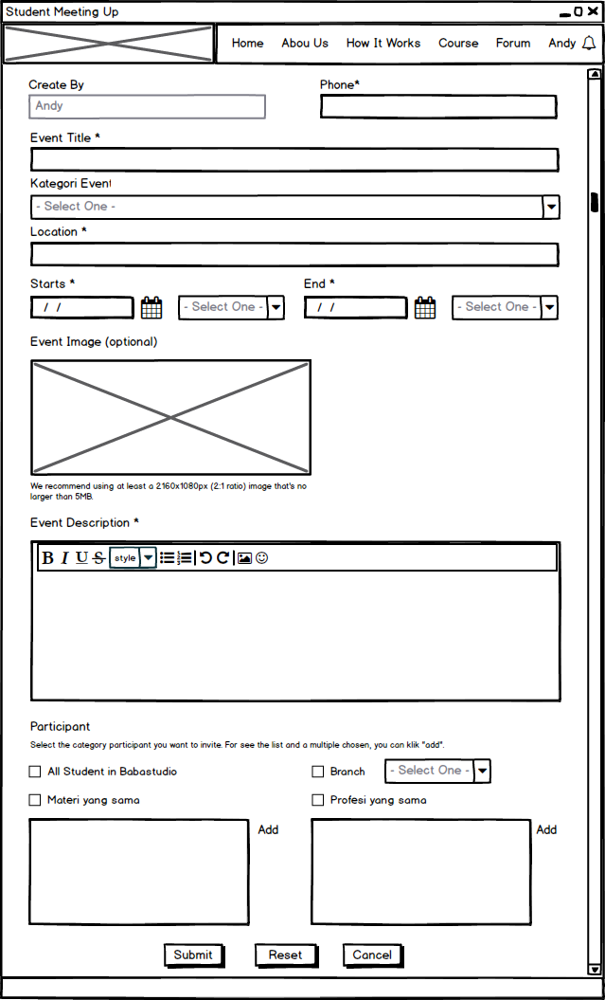 Student Meeting Up
Home Abou Us How It Works Course Forum Andy
Create By Phone*
Andy
Event Title *
Kategori Event
- Select One -
Location *
Starts * End *
/ / - Select One - / / - Select One -
Event Image (optional)
We recommend using at least a 2160x1080px (2:1 ratio) image that's no
larger than 5MB.
Event Description *
B I U S style
Participant
Select the category participant you want to invite. For see the list and a multiple chosen, you can klik "add".
All Student in Babastudio Branch - Select One -
Materi yang sama Profesi yang sama
Add Add
Submit Reset Cancel